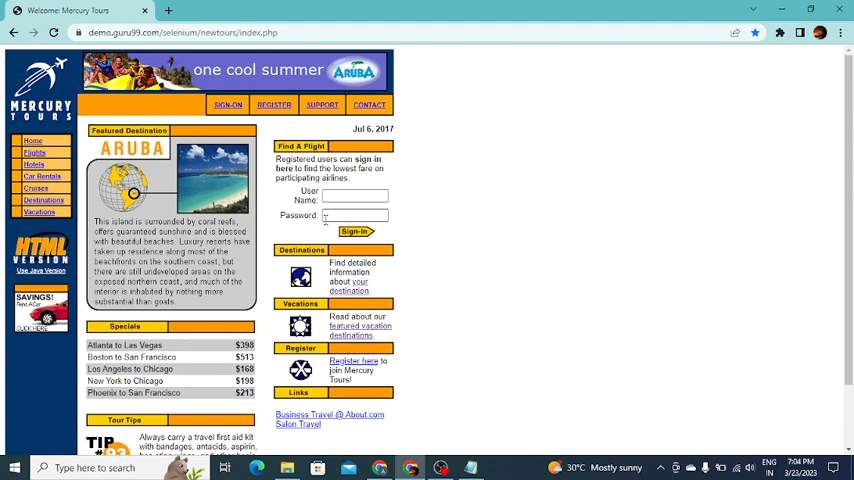 Welcome: Mercury Tours
demo.guru99.com/selenium/newtours/index.php
one cool summer
ARUBA
MERCURY
TOURS
SIGN-ON
REGISTER
SUPPORT
CONTACT
Jul 6, 2017
Home
Flights
Hotels
Car Rentals
Cruises
Destinations
Vacations
HTML
VERSION
Use Java Version
SAVINGS!
Rent A Car
CLICK HERE
Featured Destination
ARUBA
This island is surrounded by coral reefs,
offers guaranteed sunshine and is blessed
with beautiful beaches. Luxury resorts have
taken up residence along most of the
beachfronts on the southern coast, but
there are still undeveloped areas on the
exposed northern coast, and much of the
interior is inhabited by nothing more
substantial than goats.
Specials
Atlanta to Las Vegas $398
Boston to San Francisco $513
Los Angeles to Chicago $168
New York to Chicago $198
Phoenix to San Francisco $213
Tour Tips
TIP
#93
Always carry a travel first aid kit
with bandages, antacids, aspirin,
Find A Flight
Registered users can sign-in
here to find the lowest fare on
participating airlines.
User
Name:
Password:
Sign-In
Destinations
Find detailed
information
about your
destination.
Vacations
Read about our
featured vacation
destinations.
Register
Register here to
join Mercury
Tours!
Links
Business Travel @ About.com
Salon Travel
Type here to search
30°C Mostly sunny
ENG
IN
7:04 PM
3/23/2023